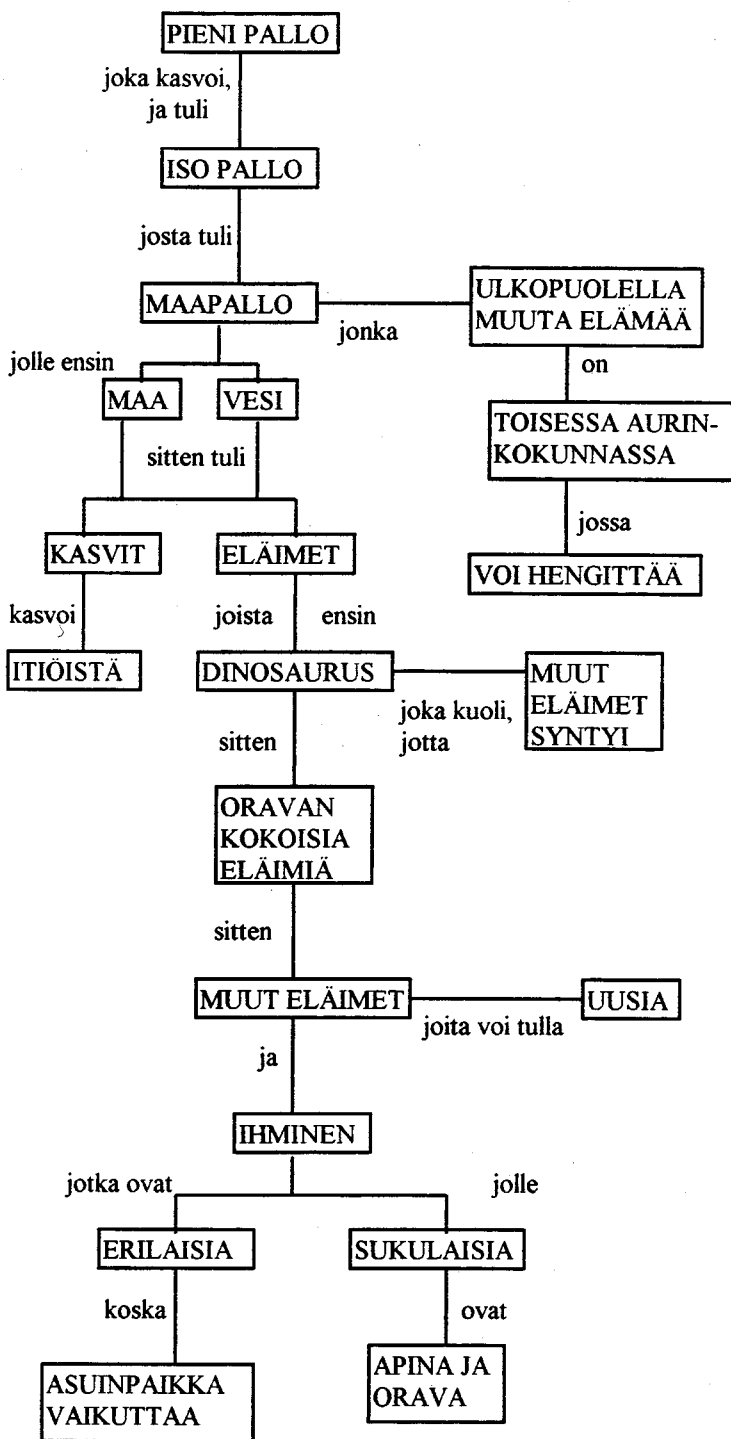 PIENI PALLO
joka kasvoi,
ja tuli
ISO PALLO
josta tuli
MAAPALLO
jonka
ULKOPUOLELLA
MUUTA ELÄMÄÄ
on
TOISESSA AURIN-
KOKUNNASSA
jossa
VOI HENGITTÄÄ
jolle ensin
MAA
VESI
sitten tuli
KASVIT
ELÄIMET
kasvoi
ITIÖISTÄ
joista
ensin
DINOSAURUS
joka kuoli,
jotta
MUUT
ELÄIMET
SYNTYI
sitten
ORAVAN
KOKOISIA
ELÄIMIÄ
sitten
MUUT ELÄIMET
joita voi tulla
UUSIA
ja
IHMINEN
jotka ovat
jolle
ERILAISIA
SUKULAISIA
koska
ovat
ASUINPAIKKA
VAIKUTTAA
APINA JA
ORAVA